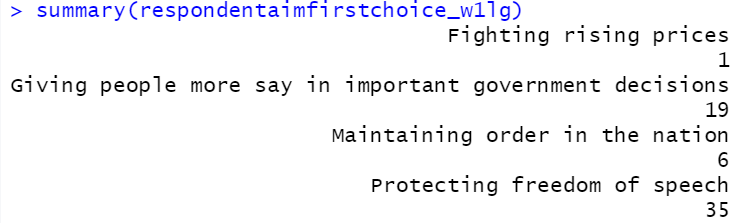 > summary(respondentaimfirstchoice_w1lg)
Fighting rising prices
1
Giving people more say in important government decisions
19
Maintaining order in the nation
6
Protecting freedom of speech
35